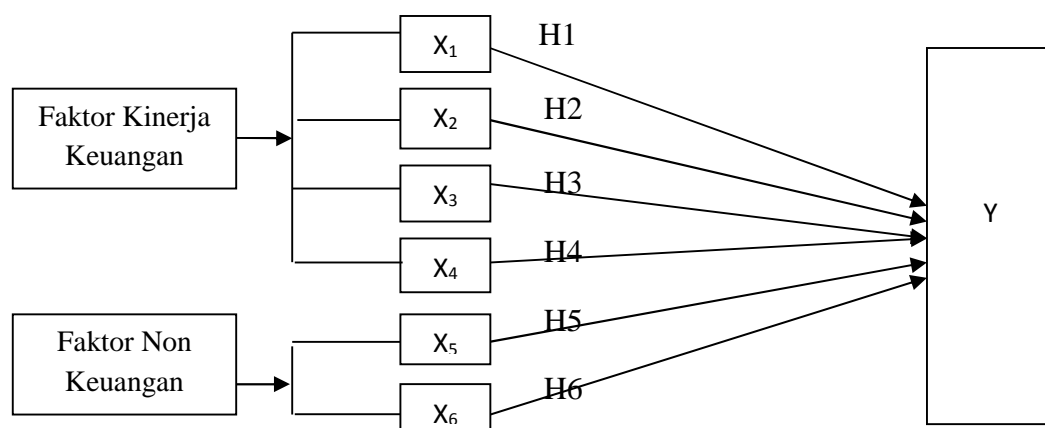 X₁
H1
Faktor Kinerja
Keuangan
X₂
H2
X₃
H3
Y
X₄
H4
Faktor Non
Keuangan
X₅
H5
X₆
H6